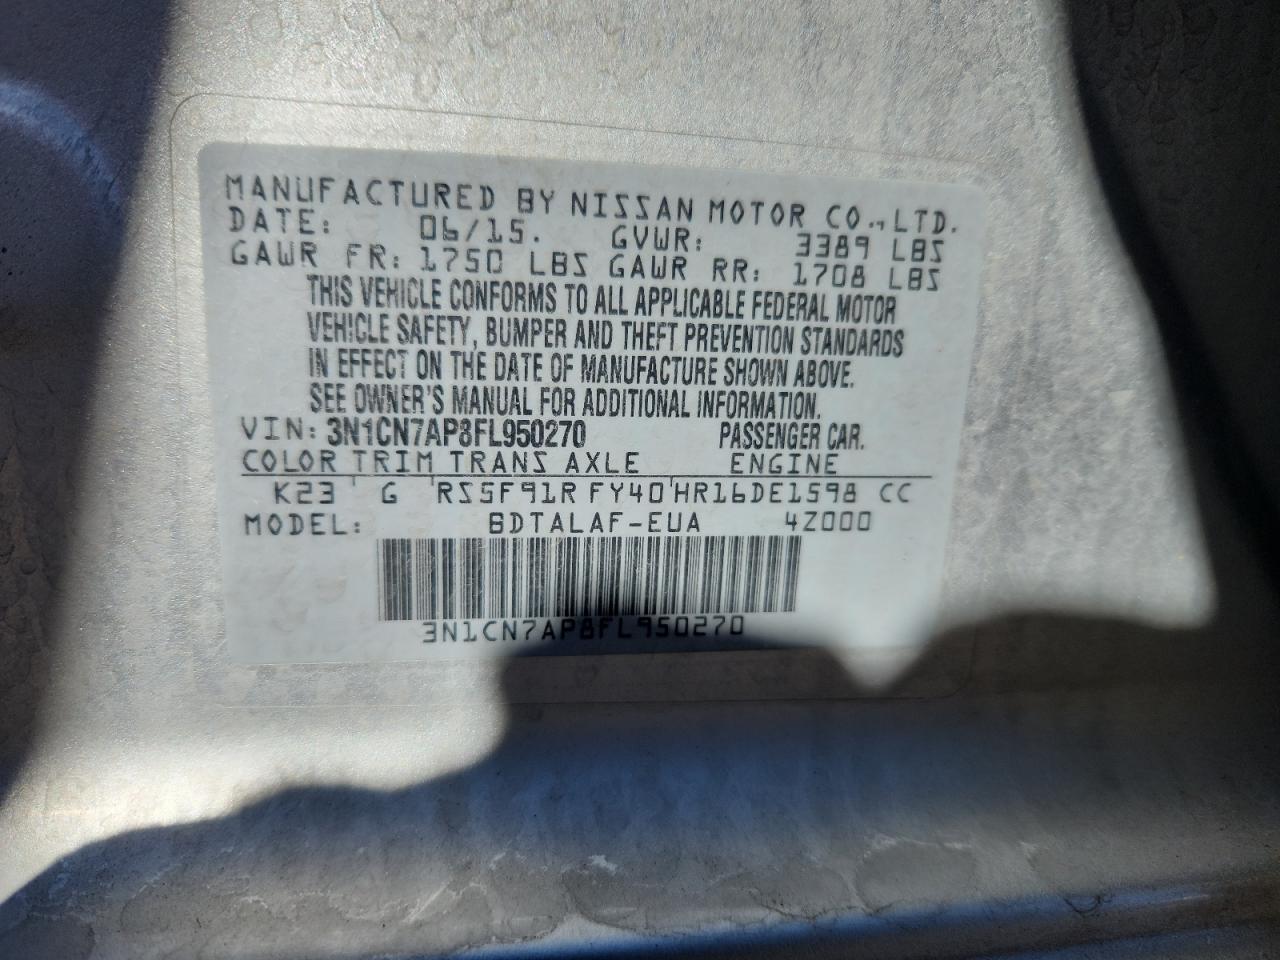 MANUFACTURED BY NISSAN MOTOR CO., LTD.
DATE: 06/15. GVWR: 3389 LBS
GAWR FR: 1750 LBS GAWR RR: 1708 LBS
THIS VEHICLE CONFORMS TO ALL APPLICABLE FEDERAL MOTOR
VEHICLE SAFETY, BUMPER AND THEFT PREVENTION STANDARDS
IN EFFECT ON THE DATE OF MANUFACTURE SHOWN ABOVE.
SEE OWNER'S MANUAL FOR ADDITIONAL INFORMATION.
VIN: 3N1CN7AP8FL950270 PASSENGER CAR.
COLOR TRIM TRANS AXLE ENGINE
K23 G RS5F91R FY40 HR16DE1598 CC
MODEL: BDTALAF-EUA 4Z000
3N1CN7AP8FL950270